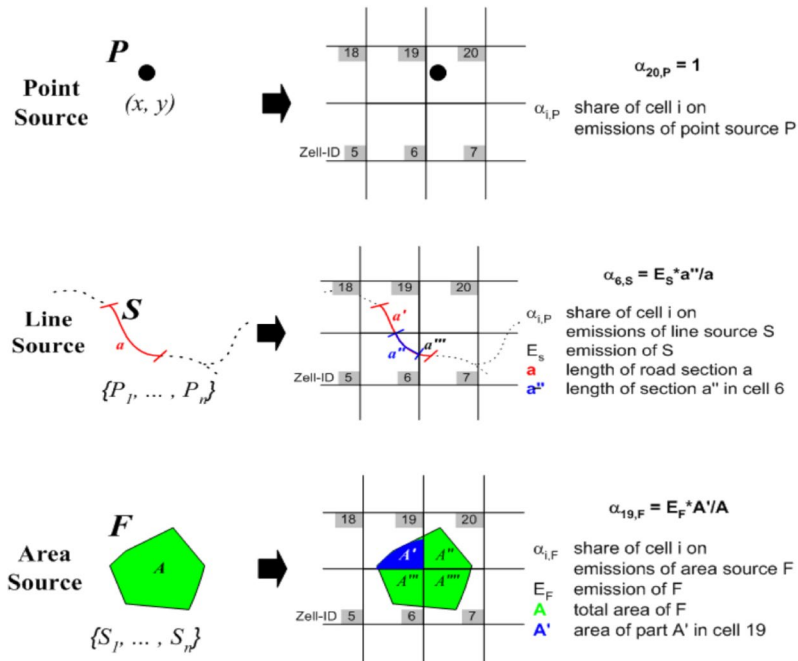 P
Point
Source
(x, y)
18 19 20
Zell-ID 5 6 7
α20,P = 1
αi,P share of cell i on
emissions of point source P
S
a
Line
Source
{P1, ... , Pn}
18 19 20
a'
a'' a'''
Zell-ID 5 6 7
α6,S = ES*a''/a
αi,P share of cell i on
emissions of line source S
Es emission of S
a length of road section a
a'' length of section a'' in cell 6
F
A
Area
Source
{S1, ... , Sn}
18 19 20
A' A''
A''' A''''
Zell-ID 5 6 7
α19,F = EF*A'/A
αi,F share of cell i on
emissions of area source F
EF emission of F
A total area of F
A' area of part A' in cell 19